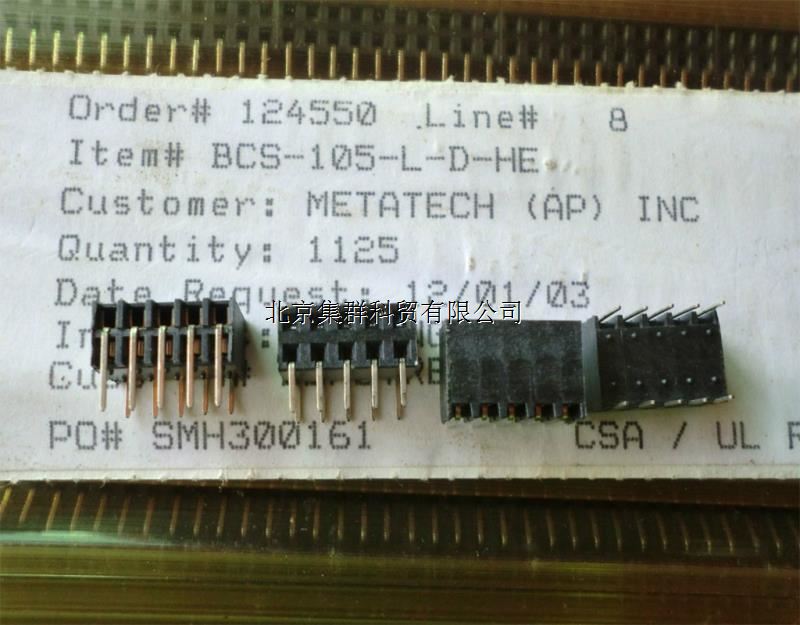 Order# 124550 Line# 8
Item# BCS-105-L-D-HE
Customer: METATECH (AP) INC
Quantity: 1125
Date Request: 12/01/03
北京集群科贸有限公司
PO# SMH300161 CSA / UL R